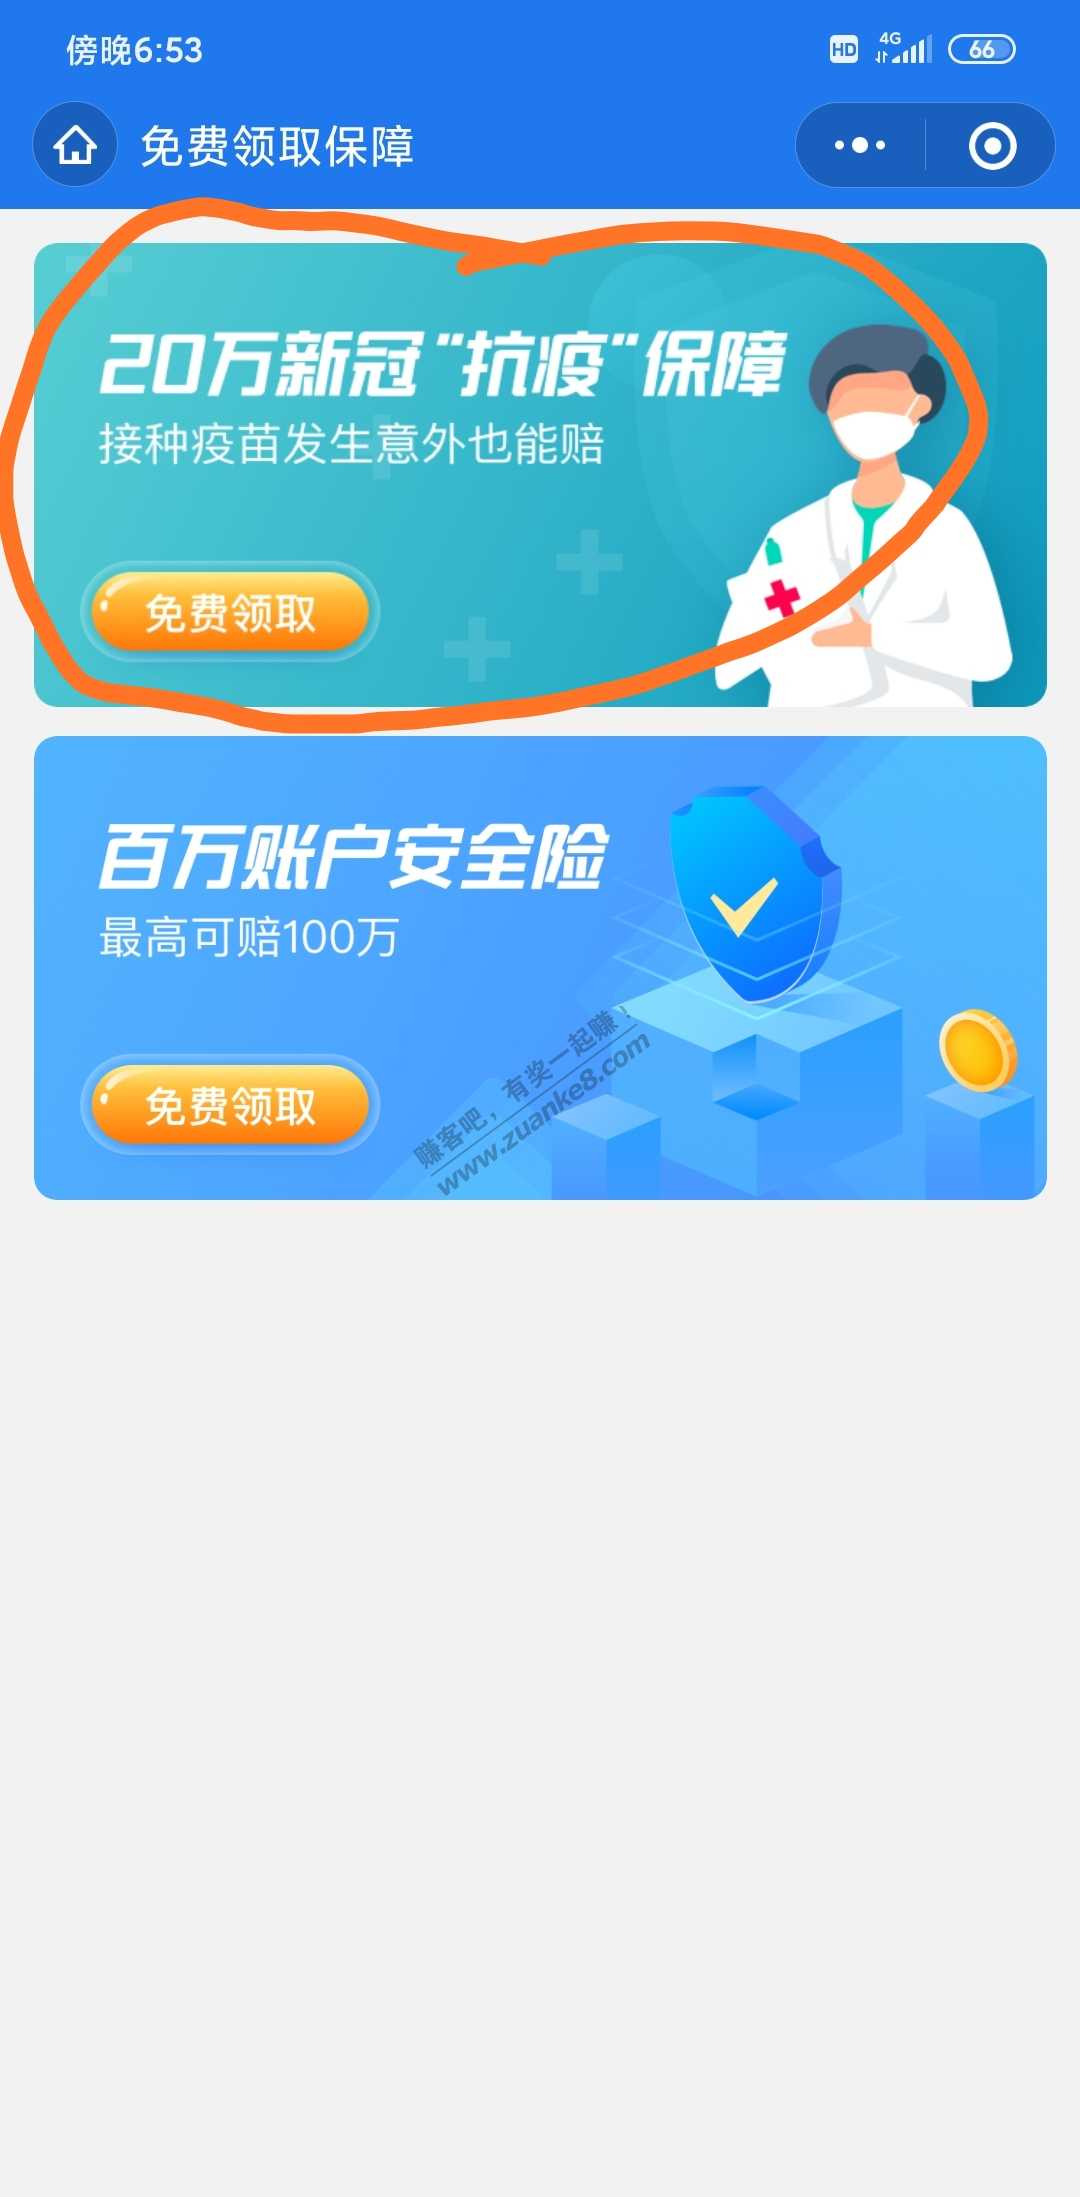 傍晚6:53
HD 4G 66
免费领取保障
20万新冠"抗疫"保障
接种疫苗发生意外也能赔
免费领取
百万账户安全险
最高可赔100万
免费领取
赚客吧，有奖一起赚！
www.zuanke8.com